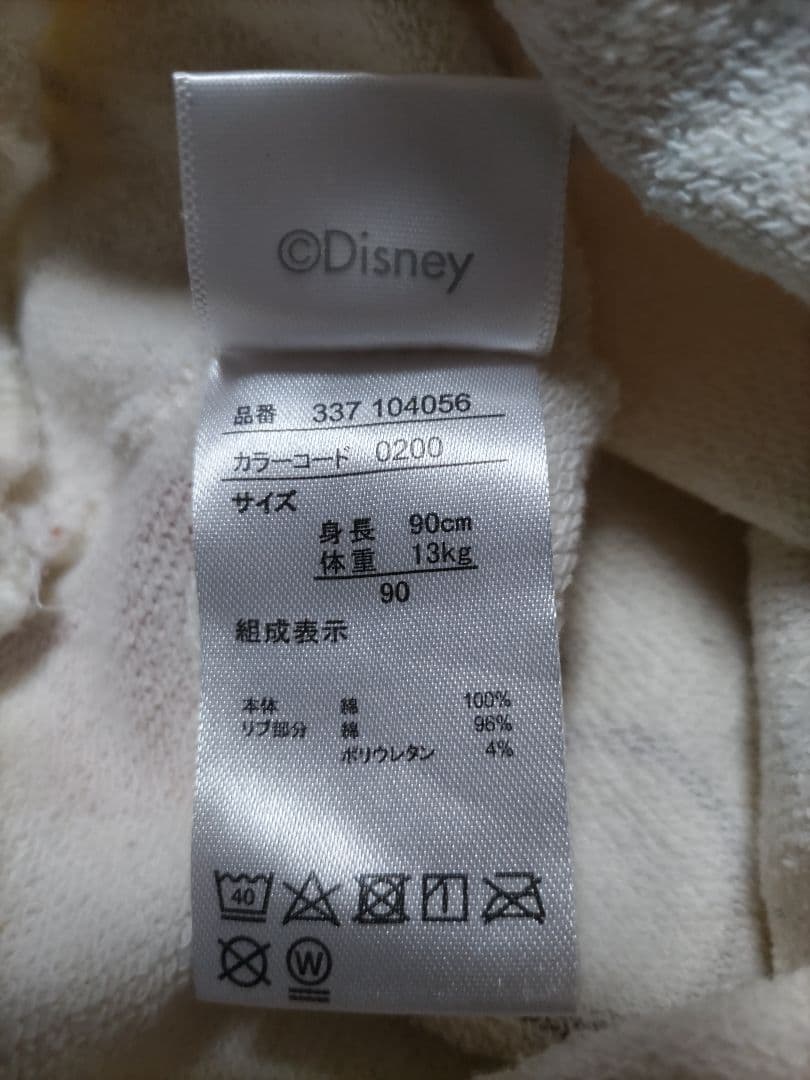 ©Disney
品番 337 104056
カラーコード 0200
サイズ
身長 90cm
体重 13kg
90
組成表示
本体 綿 100%
リブ部分 綿 96%
ポリウレタン 4%
40
W